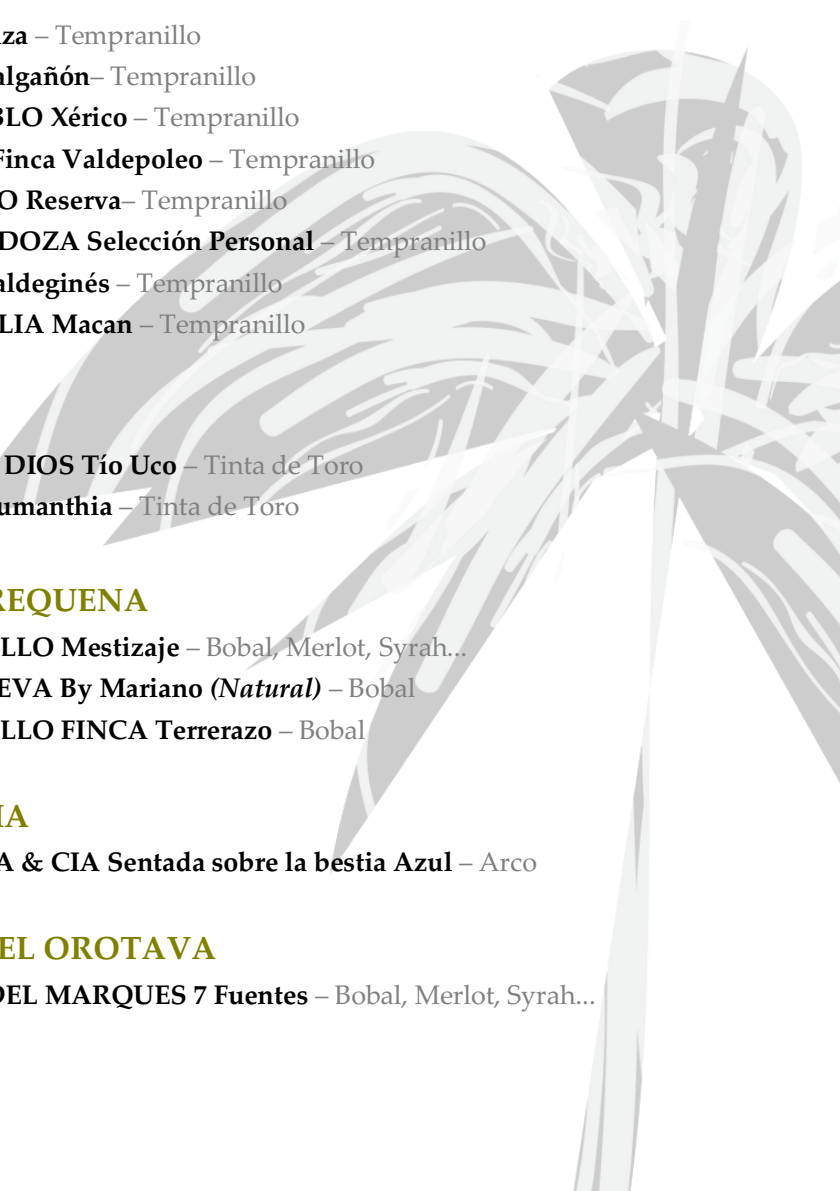 za – Tempranillo
algañón– Tempranillo
BLO Xérico – Tempranillo
Finca Valdepoleo – Tempranillo
O Reserva– Tempranillo
DOZA Selección Personal – Tempranillo
aldeginés – Tempranillo
LIA Macan – Tempranillo
DIOS Tío Uco – Tinta de Toro
umanthia – Tinta de Toro
REQUENA
LLO Mestizaje – Bobal, Merlot, Syrah...
EVA By Mariano (Natural) – Bobal
LLO FINCA Terrerazo – Bobal
IA
A & CIA Sentada sobre la bestia Azul – Arco
EL OROTAVA
DEL MARQUES 7 Fuentes – Bobal, Merlot, Syrah...